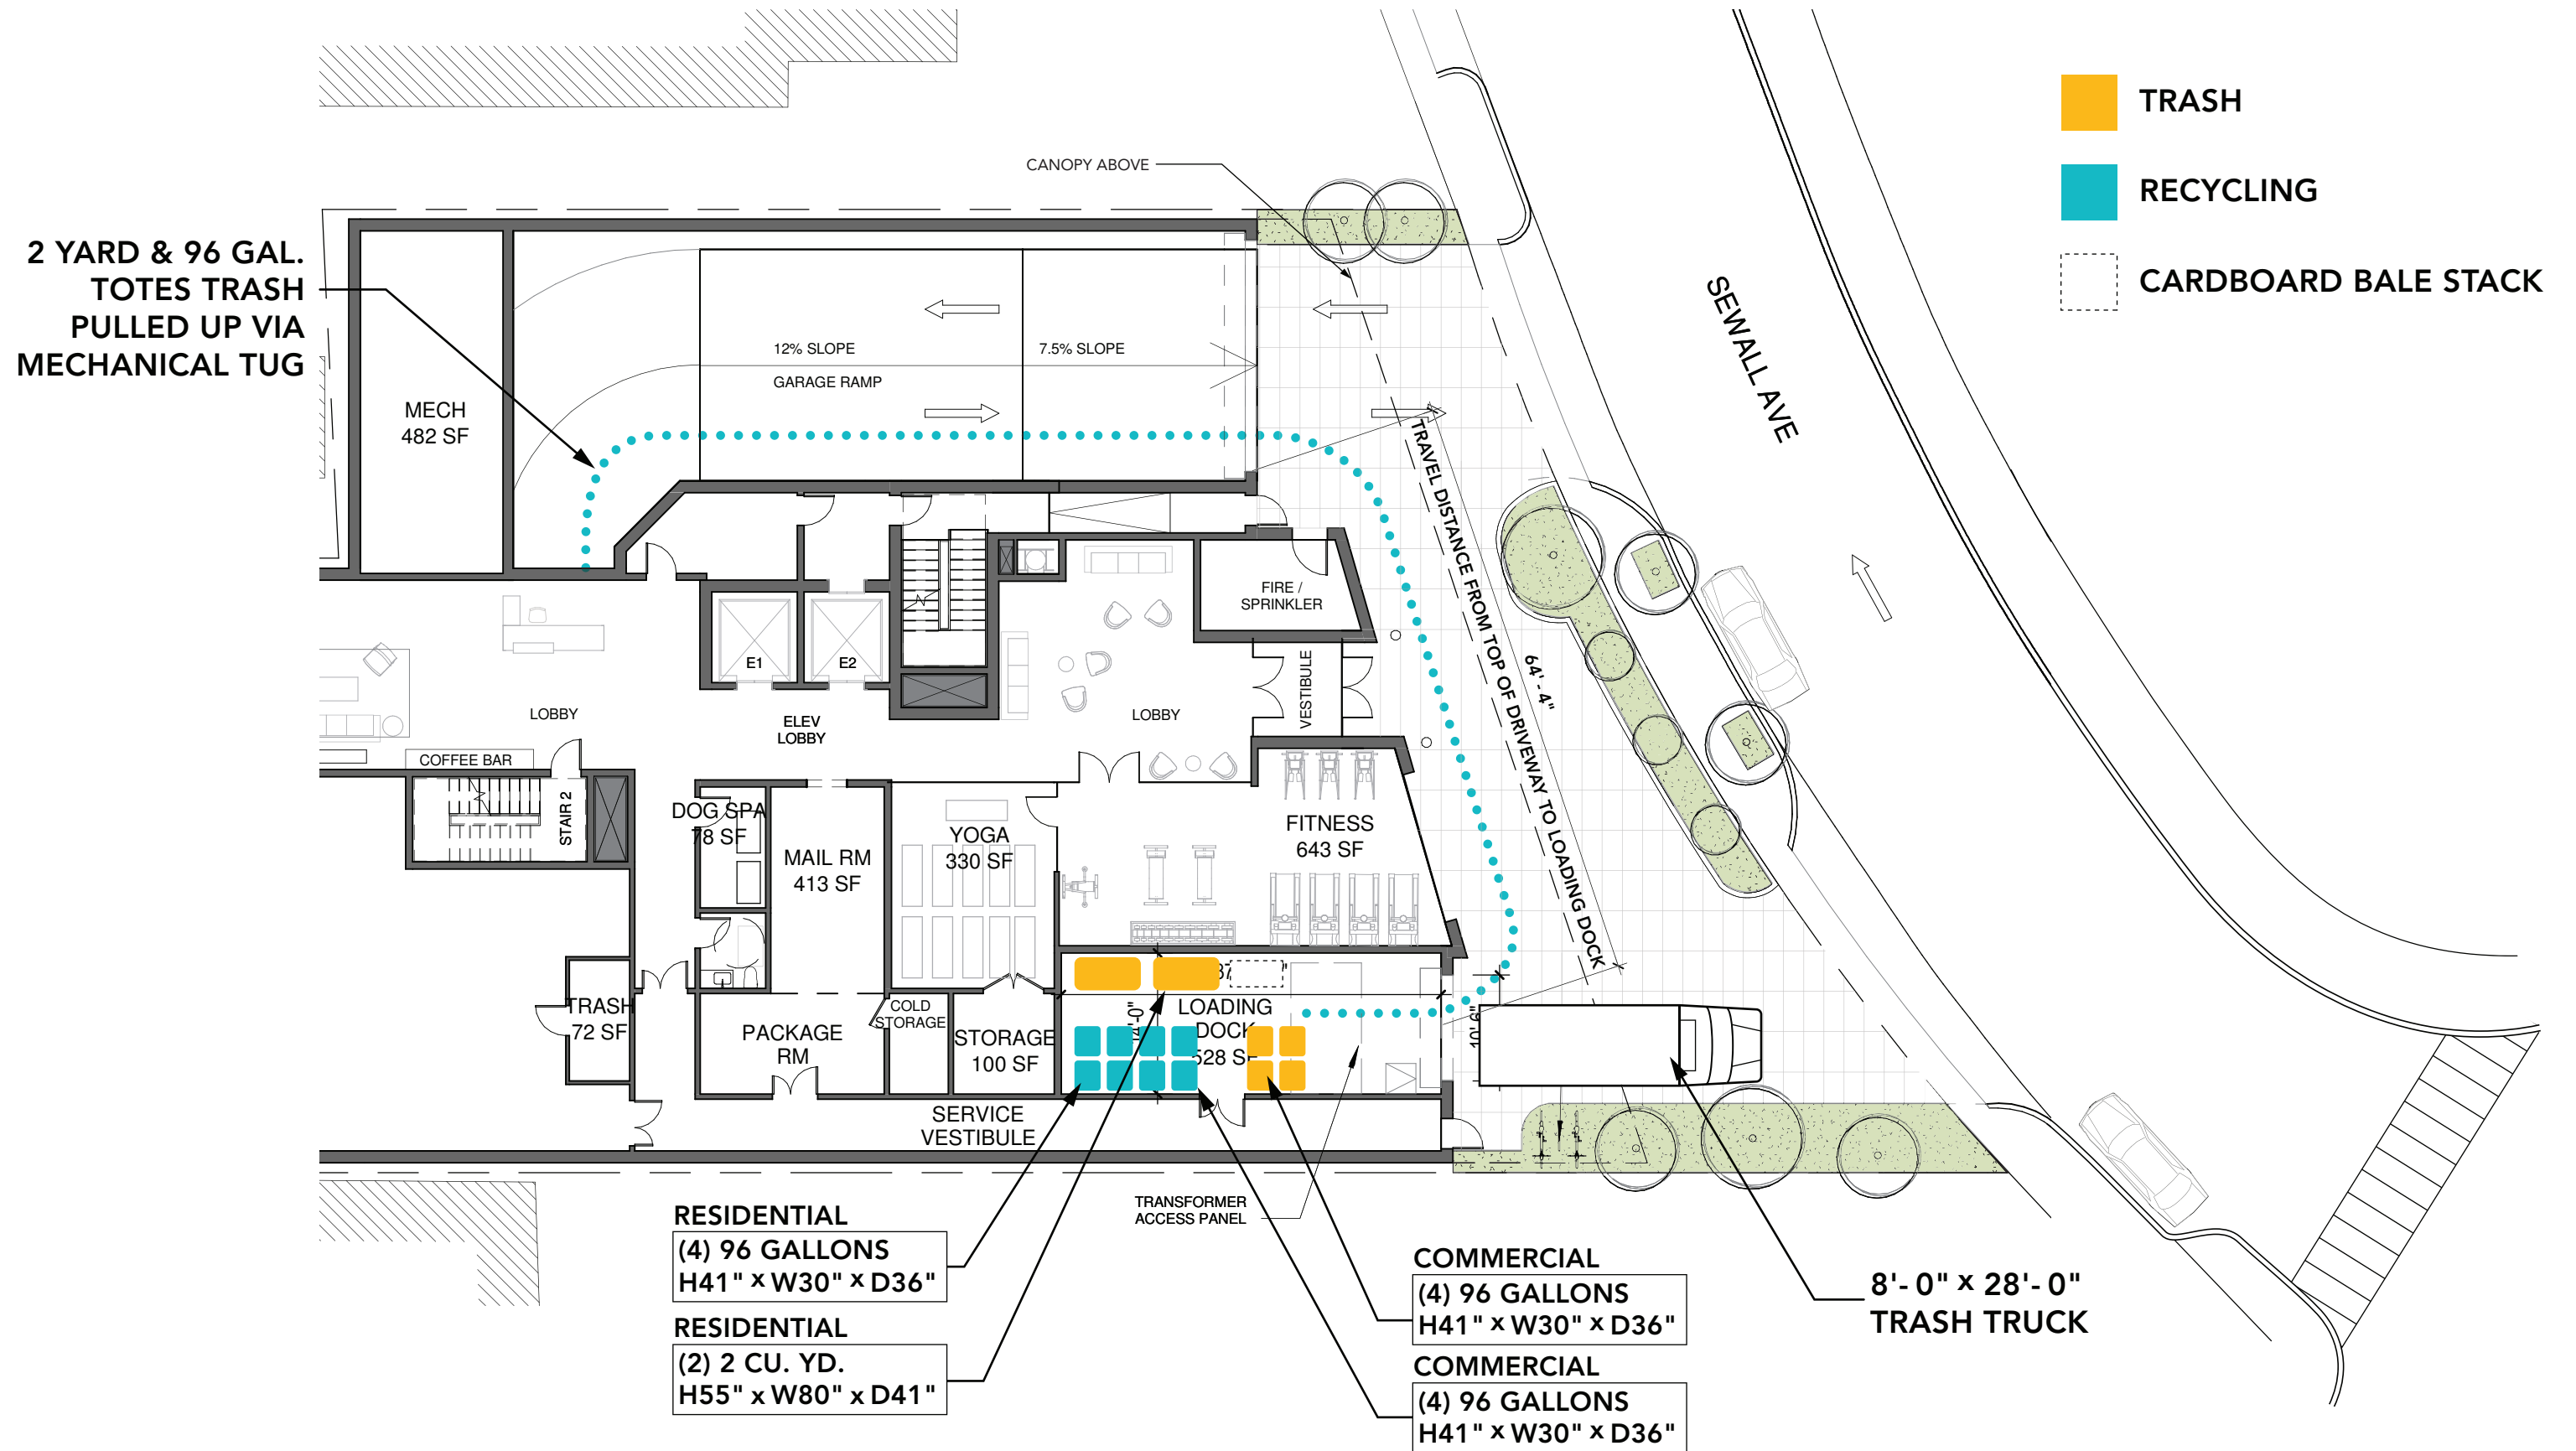 TRASH
RECYCLING
CARDBOARD BALE STACK
CANOPY ABOVE
2 YARD & 96 GAL.
TOTES TRASH
PULLED UP VIA
MECHANICAL TUG
SEWALL AVE
12% SLOPE
7.5% SLOPE
GARAGE RAMP
MECH
482 SF
TRAVEL DISTANCE FROM TOP OF DRIVEWAY TO LOADING DOCK
64' - 4"
FIRE /
SPRINKLER
E1
E2
VESTIBULE
LOBBY
ELEV
LOBBY
LOBBY
COFFEE BAR
STAIR 2
DOG SPA
78 SF
MAIL RM
413 SF
YOGA
330 SF
FITNESS
643 SF
TRASH
72 SF
PACKAGE
RM
COLD
STORAGE
STORAGE
100 SF
LOADING
DOCK
528 SF
10'-6"
SERVICE
VESTIBULE
TRANSFORMER
ACCESS PANEL
RESIDENTIAL
(4) 96 GALLONS
H41" x W30" x D36"
RESIDENTIAL
(2) 2 CU. YD.
H55" x W80" x D41"
COMMERCIAL
(4) 96 GALLONS
H41" x W30" x D36"
COMMERCIAL
(4) 96 GALLONS
H41" x W30" x D36"
8'- 0" x 28'- 0"
TRASH TRUCK